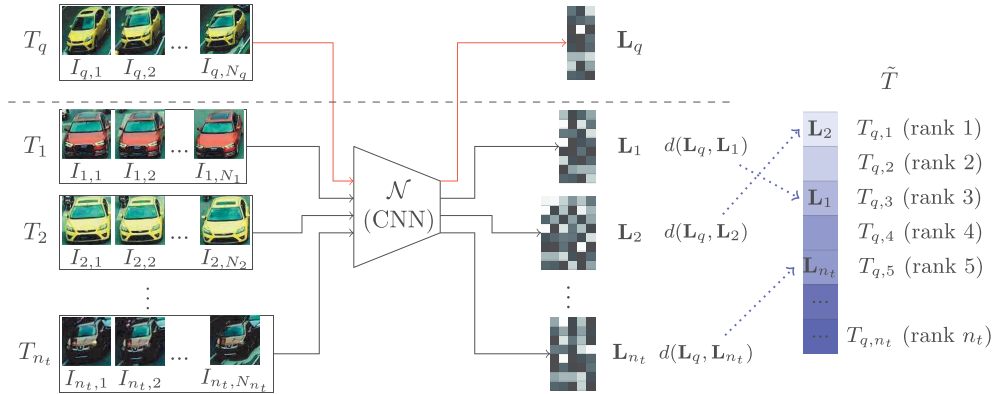 T_q
I_{q,1} I_{q,2} ... I_{q,N_q}
L_q
T̃
T_1
I_{1,1} I_{1,2} ... I_{1,N_1}
L_1 d(L_q, L_1)
T_2
I_{2,1} I_{2,2} ... I_{2,N_2}
L_2 d(L_q, L_2)
⋮
T_{n_t}
I_{n_t,1} I_{n_t,2} ... I_{n_t,N_{n_t}}
⋮
L_{n_t} d(L_q, L_{n_t})
𝒩
(CNN)
L_2 T_{q,1} (rank 1)
T_{q,2} (rank 2)
L_1 T_{q,3} (rank 3)
T_{q,4} (rank 4)
L_{n_t} T_{q,5} (rank 5)
...
... T_{q,n_t} (rank n_t)